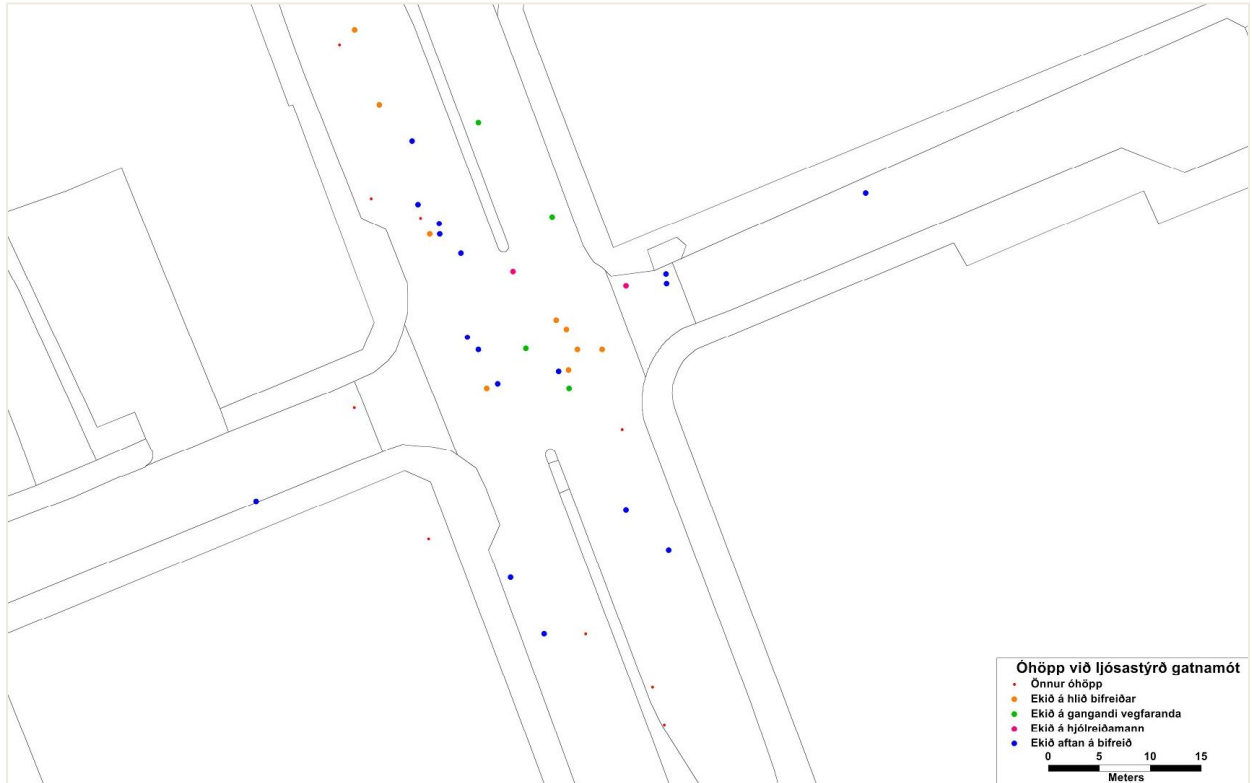 Óhöpp við ljósastýrð gatnamót
Önnur óhöpp
Ekið á hlið bifreiðar
Ekið á gangandi vegfaranda
Ekið á hjólreiðamann
Ekið aftan á bifreið
0 5 10 15
Meters